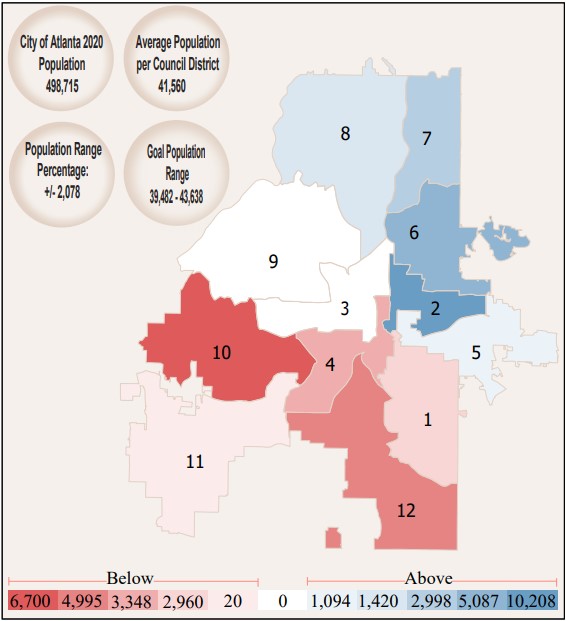 City of Atlanta 2020
Population
498,715
Average Population
per Council District
41,560
Population Range
Percentage:
+/- 2,078
Goal Population
Range
39,482 - 43,638
8
7
6
9
3
2
10
4
5
1
11
12
Below
Above
6,700 4,995 3,348 2,960 20 0 1,094 1,420 2,998 5,087 10,208